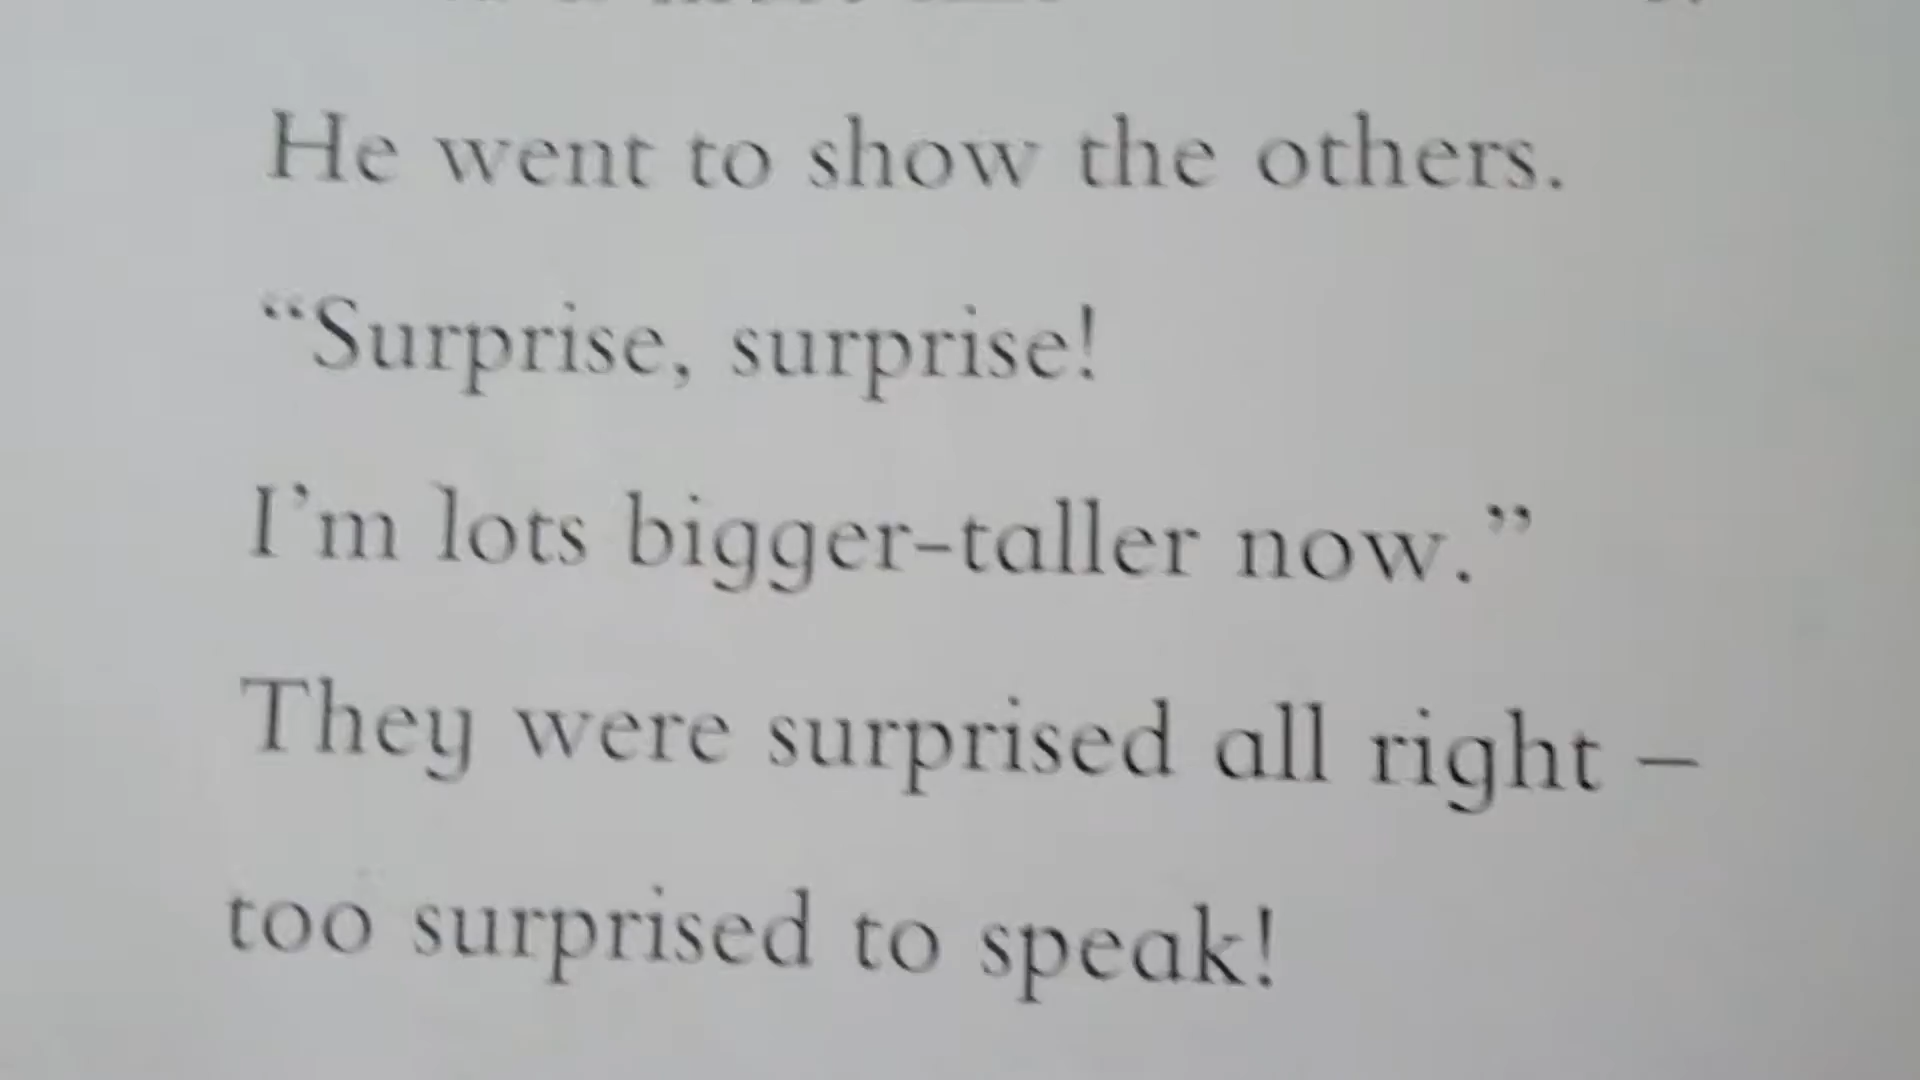 He went to show the others.
“Surprise, surprise!
I’m lots bigger-taller now.”
They were surprised all right –
too surprised to speak!